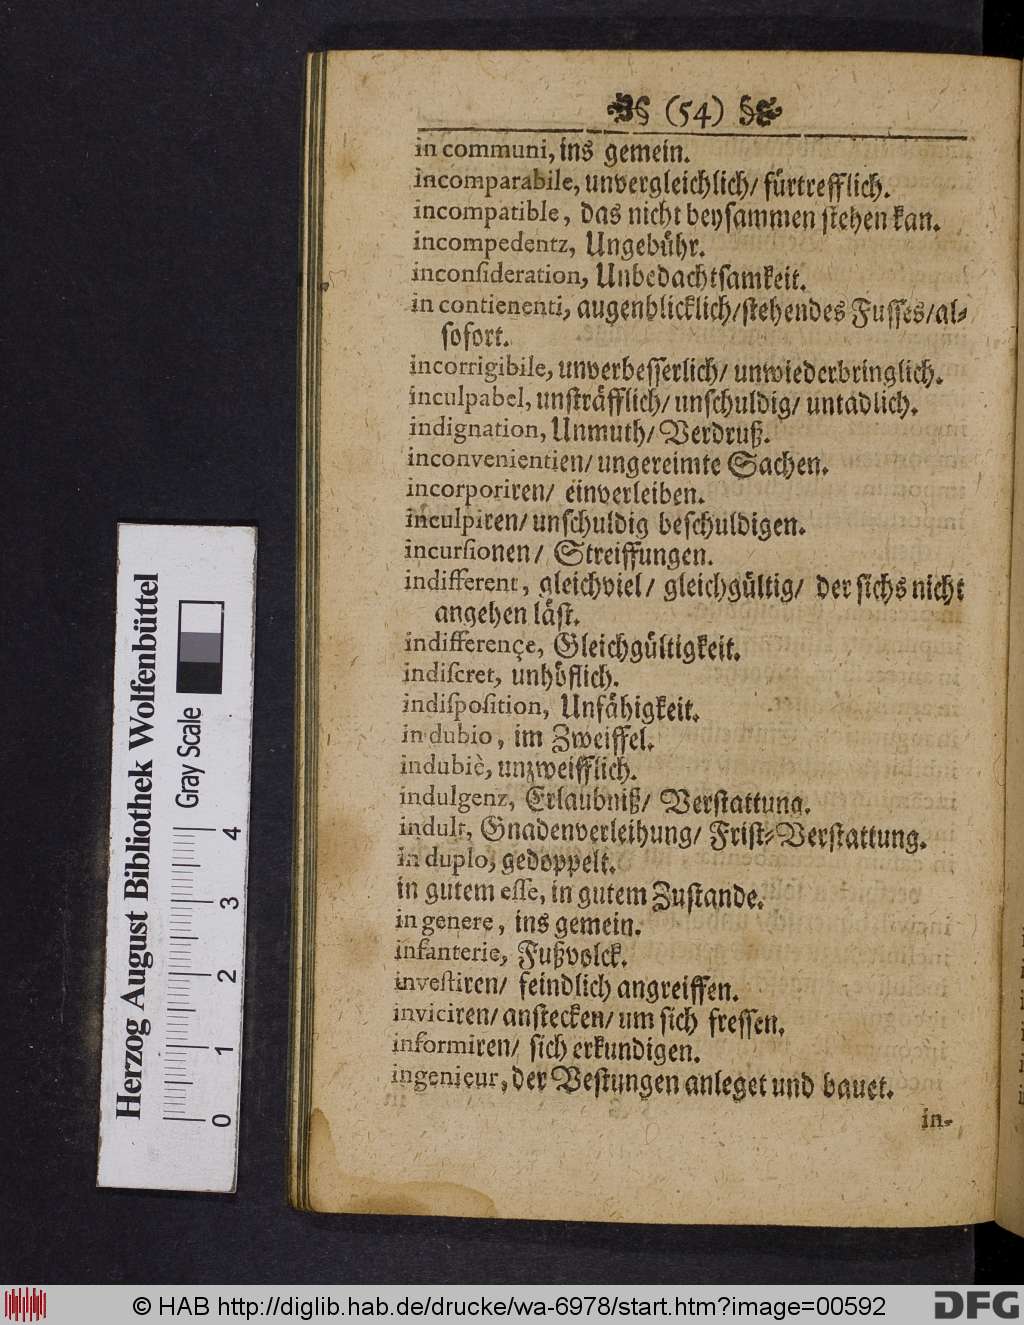 (54)
in communi, ins gemein.
incomparabile, unvergleichlich/ fürtrefflich.
incompatible, das nicht beysammen stehen kan.
incompedentz, Ungebühr.
inconsideration, Unbedachtsamkeit.
in contienenti, augenblicklich/ stehendes Fusses/ al-
sofort.
incorrigibile, unverbesserlich/ unwiederbringlich.
inculpabel, unsträfflich/ unschuldig/ untadlich.
indignation, Unmuth/ Verdruß.
inconvenientien/ ungereimte Sachen.
incorporiren/ einverleiben.
inculpiren/ unschuldig beschuldigen.
incursionen/ Streiffungen.
indifferent, gleichviel/ gleichgültig/ der sichs nicht
angehen läst.
indifferençe, Gleichgültigkeit.
indiscret, unhöflich.
indisposition, Unfähigkeit.
in dubio, im Zweiffel.
indubiè, unzweifflich.
indulgenz, Erlaubniß/ Verstattung.
indult, Gnadenverleihung/ Frist-Verstattung.
in duplo, gedoppelt.
in gutem esse, in gutem Zustande.
in genere, ins gemein.
infanterie, Fußvolck.
investiren/ feindlich angreiffen.
inviciren/ anstecken/ um sich fressen.
informiren/ sich erkundigen.
ingenieur, der Vestungen anleget und bauet.
in-
Herzog August Bibliothek Wolfenbüttel
Gray Scale
0 1 2 3 4
© HAB http://diglib.hab.de/drucke/wa-6978/start.htm?image=00592
DFG